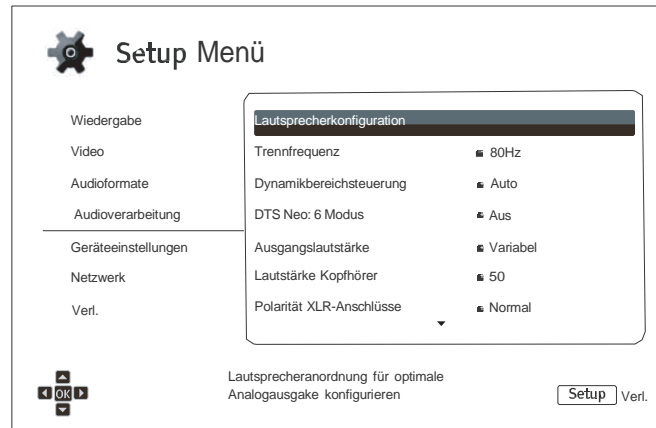 Setup Menü
Wiedergabe
Video
Audioformate
Audioverarbeitung
Geräteeinstellungen
Netzwerk
Verl.
Lautsprecherkonfiguration
Trennfrequenz 80Hz
Dynamikbereichsteuerung Auto
DTS Neo: 6 Modus Aus
Ausgangslautstärke Variabel
Lautstärke Kopfhörer 50
Polarität XLR-Anschlüsse Normal
OK
Lautsprecheranordnung für optimale
Analogausgake konfigurieren
Setup Verl.